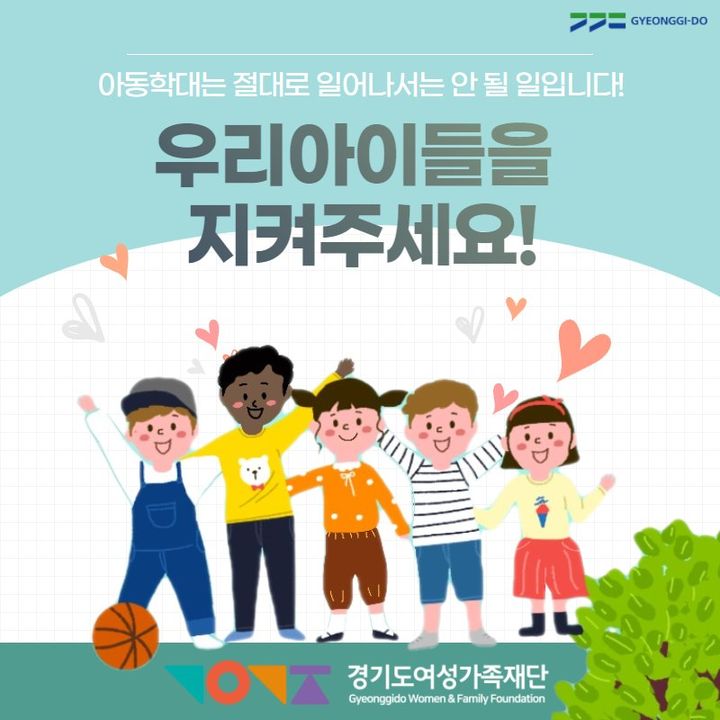 GYEONGGI-DO
아동학대는 절대로 일어나서는 안 될 일입니다!
우리아이들을
지켜주세요!
경기도여성가족재단
Gyeonggido Women & Family Foundation